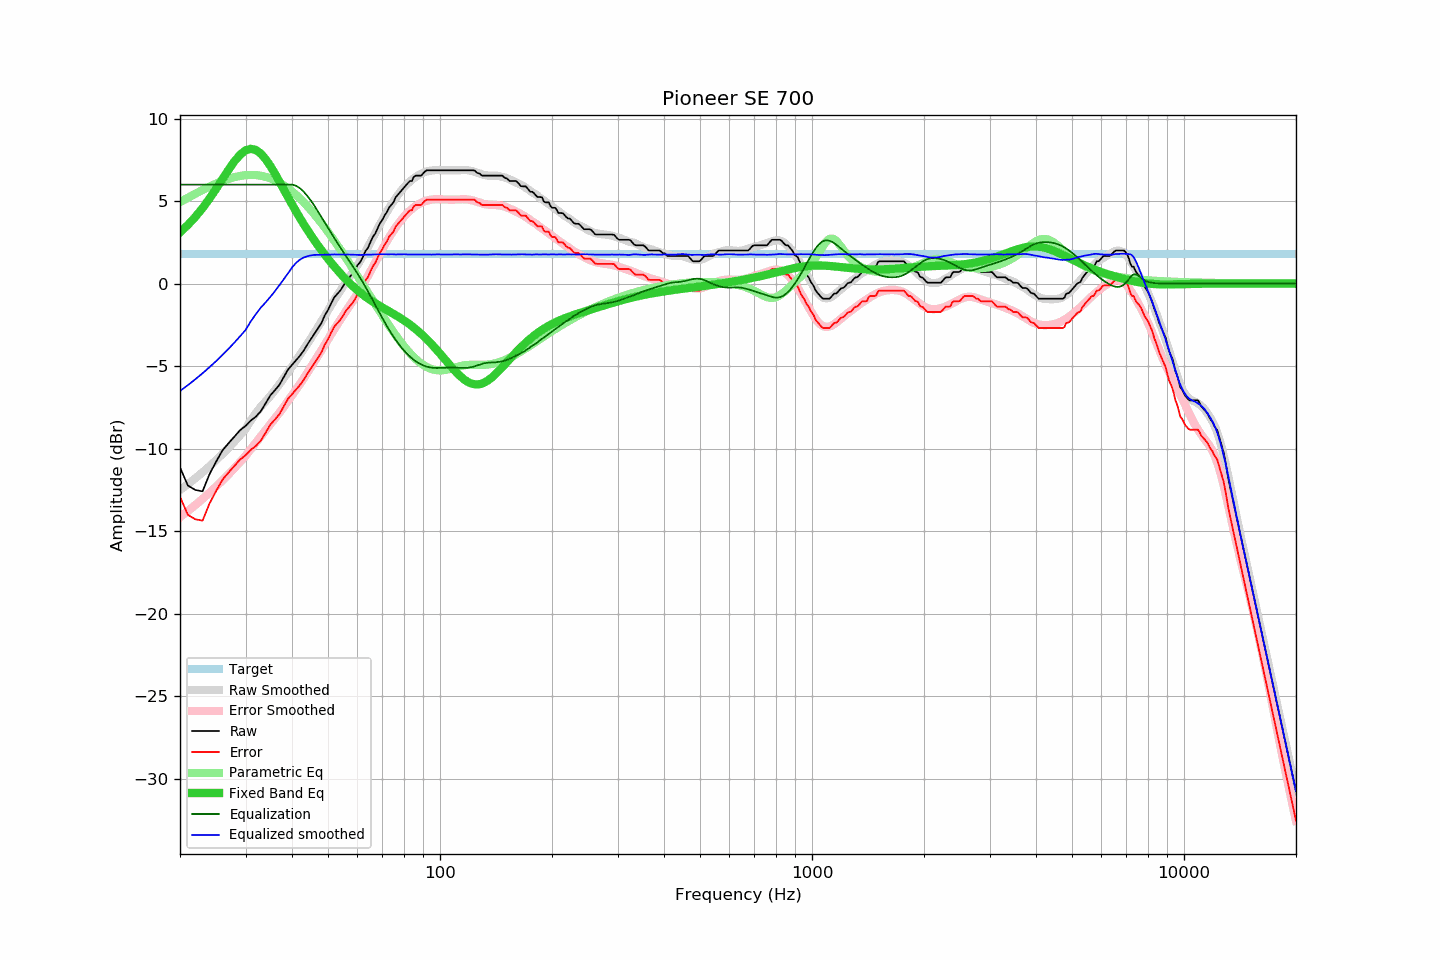 Pioneer SE 700
10
5
0
−5
−10
−15
−20
−25
−30
Amplitude (dBr)
Target
Raw Smoothed
Error Smoothed
Raw
Error
Parametric Eq
Fixed Band Eq
Equalization
Equalized smoothed
100 1000 10000
Frequency (Hz)